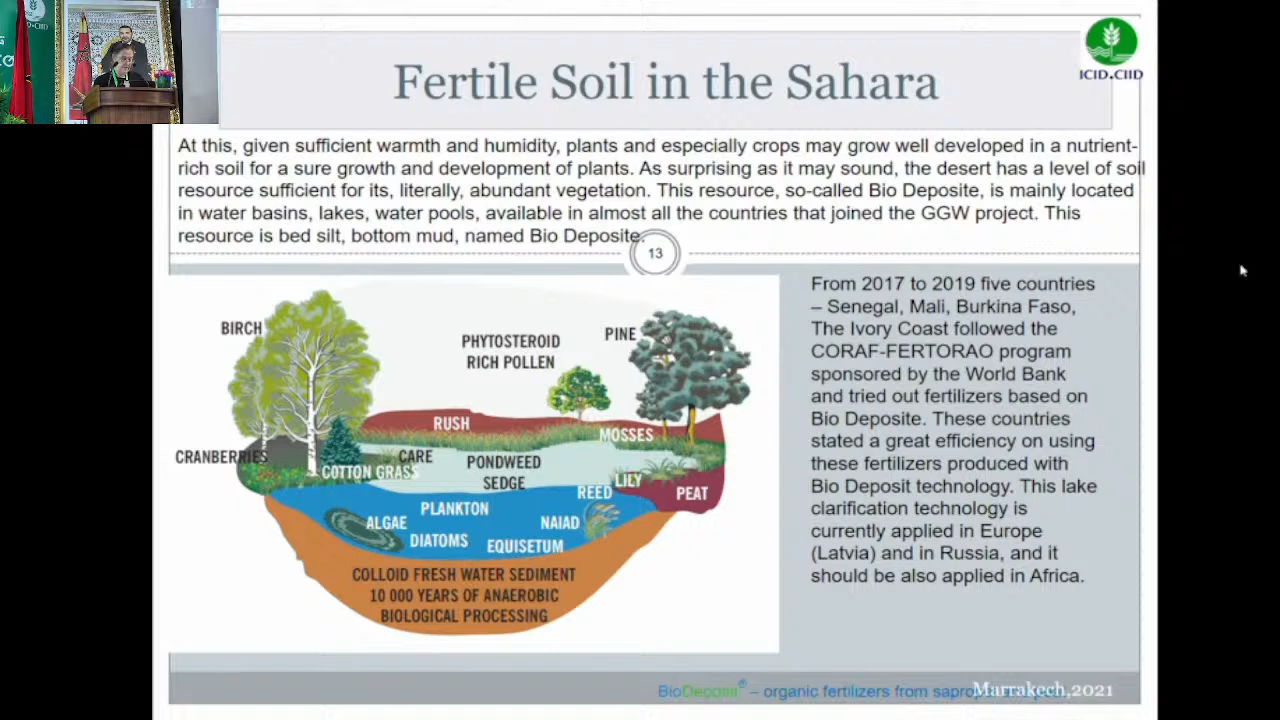 Fertile Soil in the Sahara
ICID.CIID
At this, given sufficient warmth and humidity, plants and especially crops may grow well developed in a nutrient-
rich soil for a sure growth and development of plants. As surprising as it may sound, the desert has a level of soil
resource sufficient for its, literally, abundant vegetation. This resource, so-called Bio Deposite, is mainly located
in water basins, lakes, water pools, available in almost all the countries that joined the GGW project. This
resource is bed silt, bottom mud, named Bio Deposite.
13
BIRCH
PHYTOSTEROID
RICH POLLEN
PINE
RUSH
MOSSES
CRANBERRIES
CARE
COTTON GRASS
PONDWEED
SEDGE
LILY
REED
PEAT
PLANKTON
ALGAE
NAIAD
DIATOMS
EQUISETUM
COLLOID FRESH WATER SEDIMENT
10 000 YEARS OF ANAEROBIC
BIOLOGICAL PROCESSING
From 2017 to 2019 five countries
– Senegal, Mali, Burkina Faso,
The Ivory Coast followed the
CORAF-FERTORAO program
sponsored by the World Bank
and tried out fertilizers based on
Bio Deposite. These countries
stated a great efficiency on using
these fertilizers produced with
Bio Deposit technology. This lake
clarification technology is
currently applied in Europe
(Latvia) and in Russia, and it
should be also applied in Africa.
BioDeposit® – organic fertilizers from
Marrakech,2021